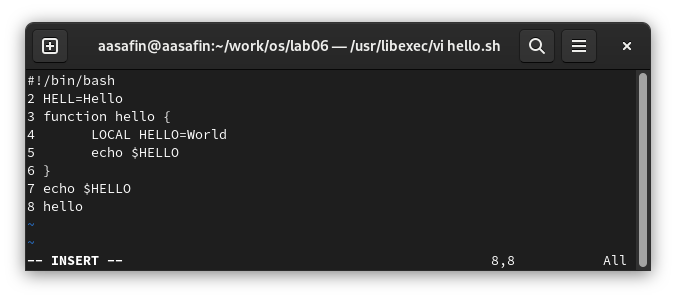 aasafin@aasafin:~/work/os/lab06 — /usr/libexec/vi hello.sh
#!/bin/bash
2 HELL=Hello
3 function hello {
4       LOCAL HELLO=World
5       echo $HELLO
6 }
7 echo $HELLO
8 hello
~
~
-- INSERT -- 8,8 All